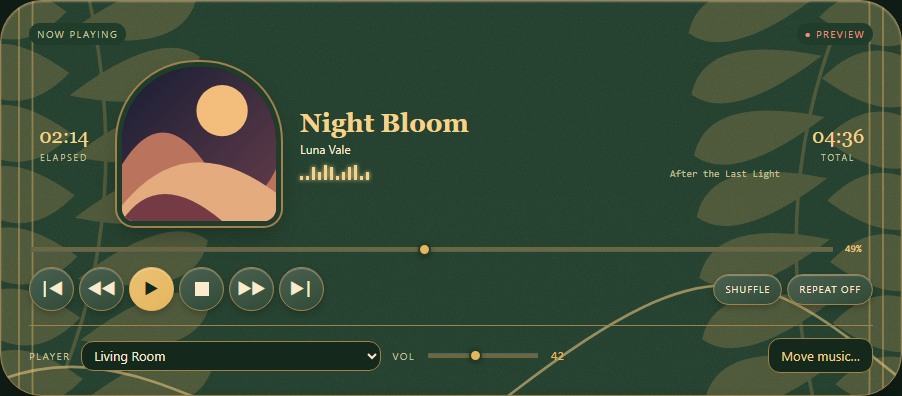 NOW PLAYING
PREVIEW
02:14
ELAPSED
Night Bloom
Luna Vale
After the Last Light
04:36
TOTAL
49%
SHUFFLE
REPEAT OFF
PLAYER
Living Room
VOL
42
Move music...